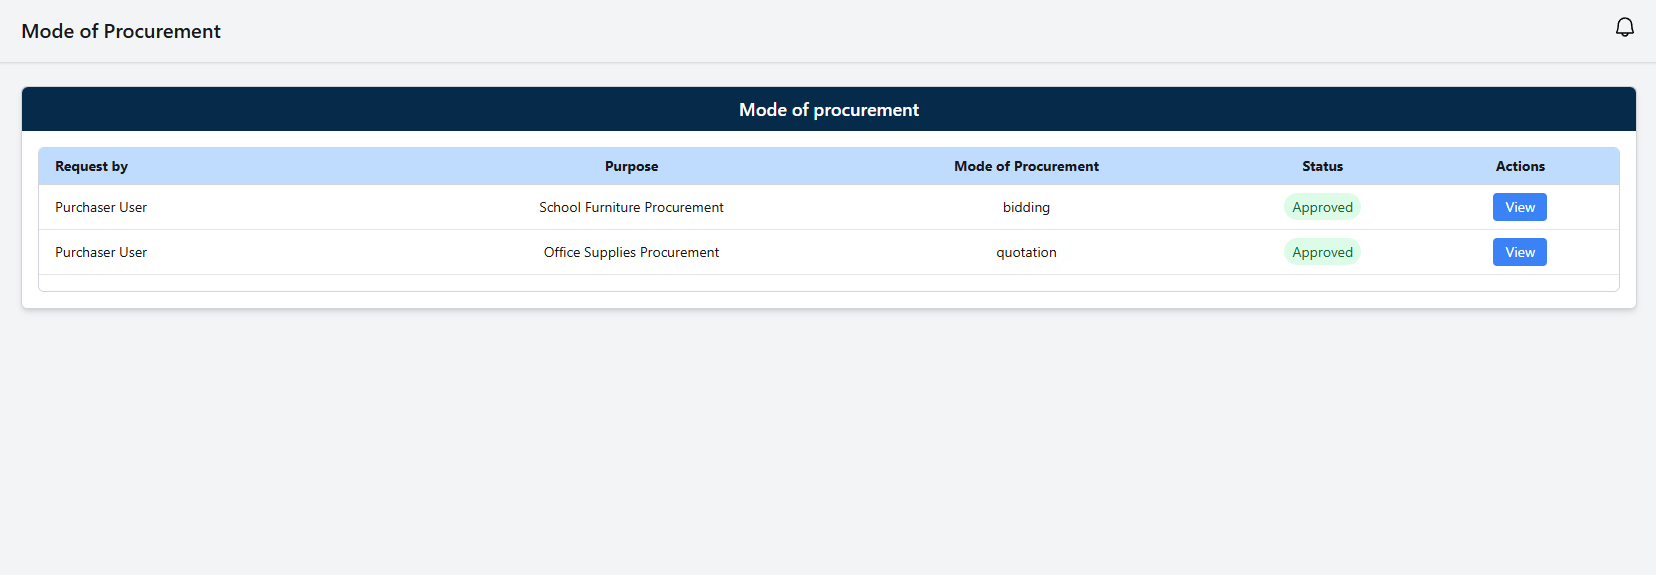 Mode of Procurement
Mode of procurement
Request by Purpose Mode of Procurement Status Actions
Purchaser User School Furniture Procurement bidding Approved View
Purchaser User Office Supplies Procurement quotation Approved View